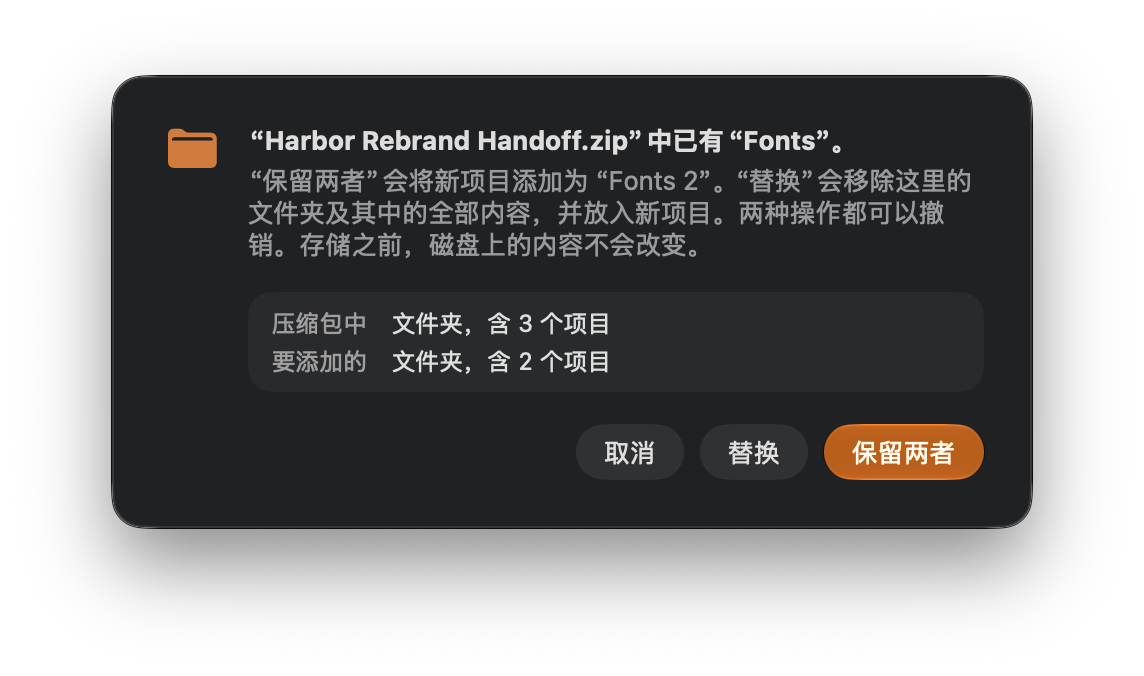 “Harbor Rebrand Handoff.zip” 中已有 “Fonts”。
“保留两者” 会将新项目添加为 “Fonts 2”。“替换” 会移除这里的
文件夹及其中的全部内容，并放入新项目。两种操作都可以撤
销。存储之前，磁盘上的内容不会改变。
压缩包中 文件夹，含 3 个项目
要添加的 文件夹，含 2 个项目
取消 替换 保留两者